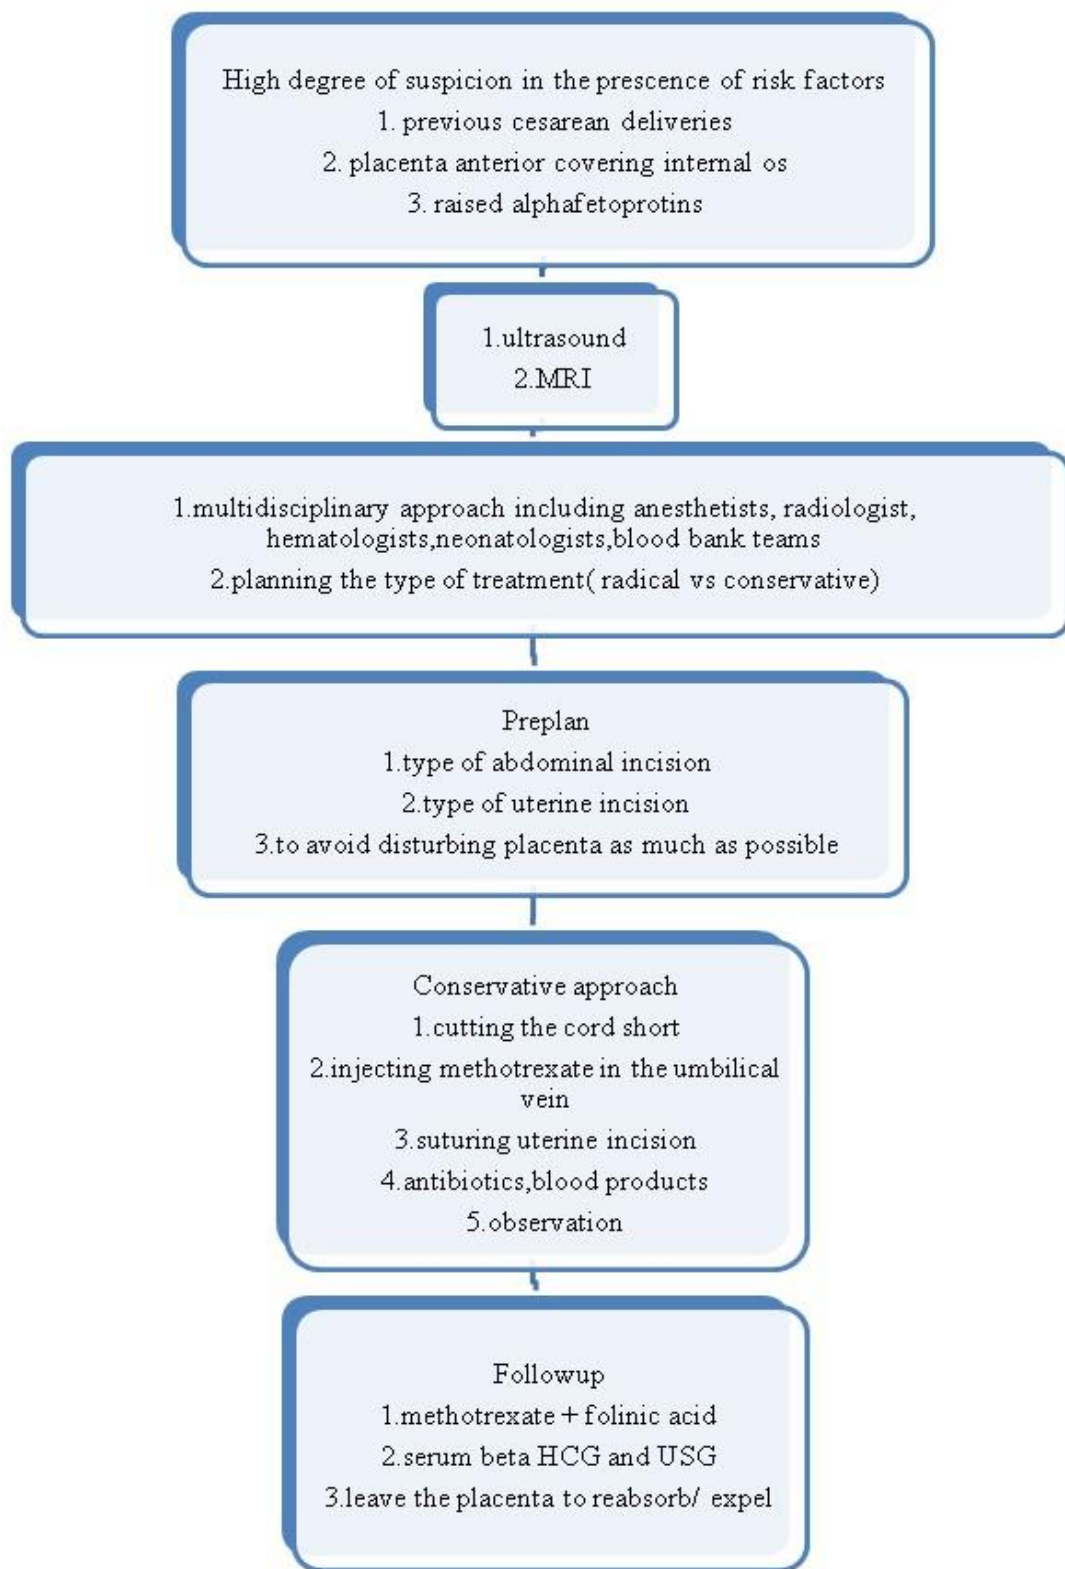 High degree of suspicion in the prescence of risk factors
1. previous cesarean deliveries
2. placenta anterior covering internal os
3. raised alphafetoprotins
1.ultrasound
2.MRI
1.multidisciplinary approach including anesthetists, radiologist,
hematologists,neonatologists,blood bank teams
2.planning the type of treatment( radical vs conservative)
Preplan
1.type of abdominal incision
2.type of uterine incision
3.to avoid disturbing placenta as much as possible
Conservative approach
1.cutting the cord short
2.injecting methotrexate in the umbilical
vein
3.suturing uterine incision
4.antibiotics,blood products
5.observation
Followup
1.methotrexate + folinic acid
2.serum beta HCG and USG
3.leave the placenta to reabsorb/ expel